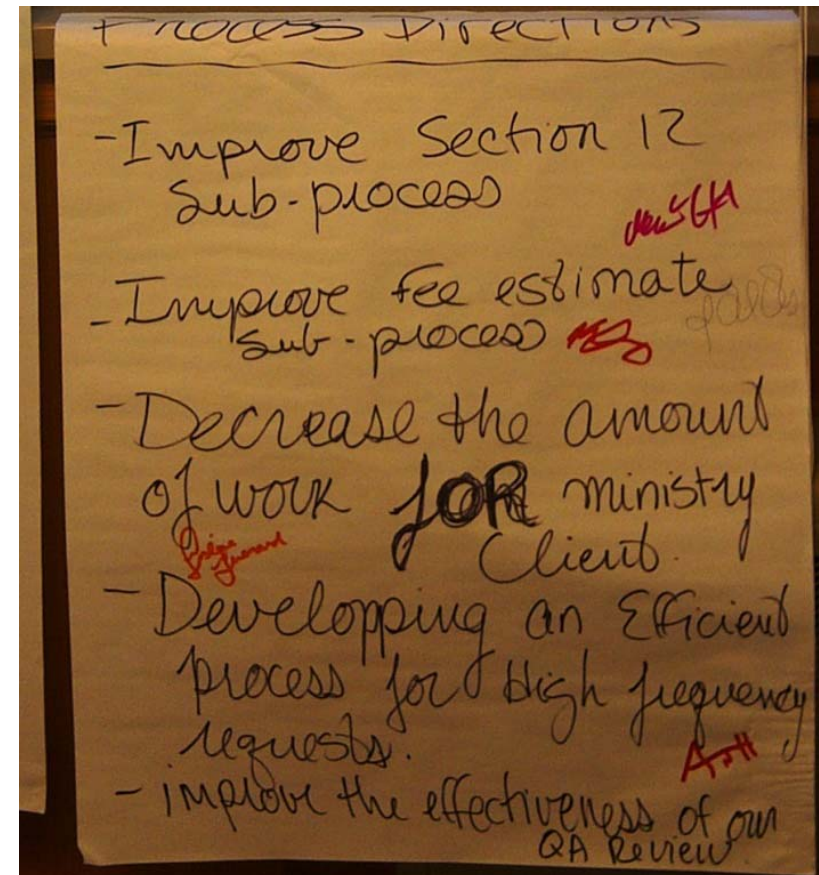 Process Directions
- Improve Section 12
Sub-process
- Improve fee estimate
Sub-process
- Decrease the amount
of work for ministry
Client.
- Developping an Efficient
process for High frequency
requests.
- improve the effectiveness of our
QA Review